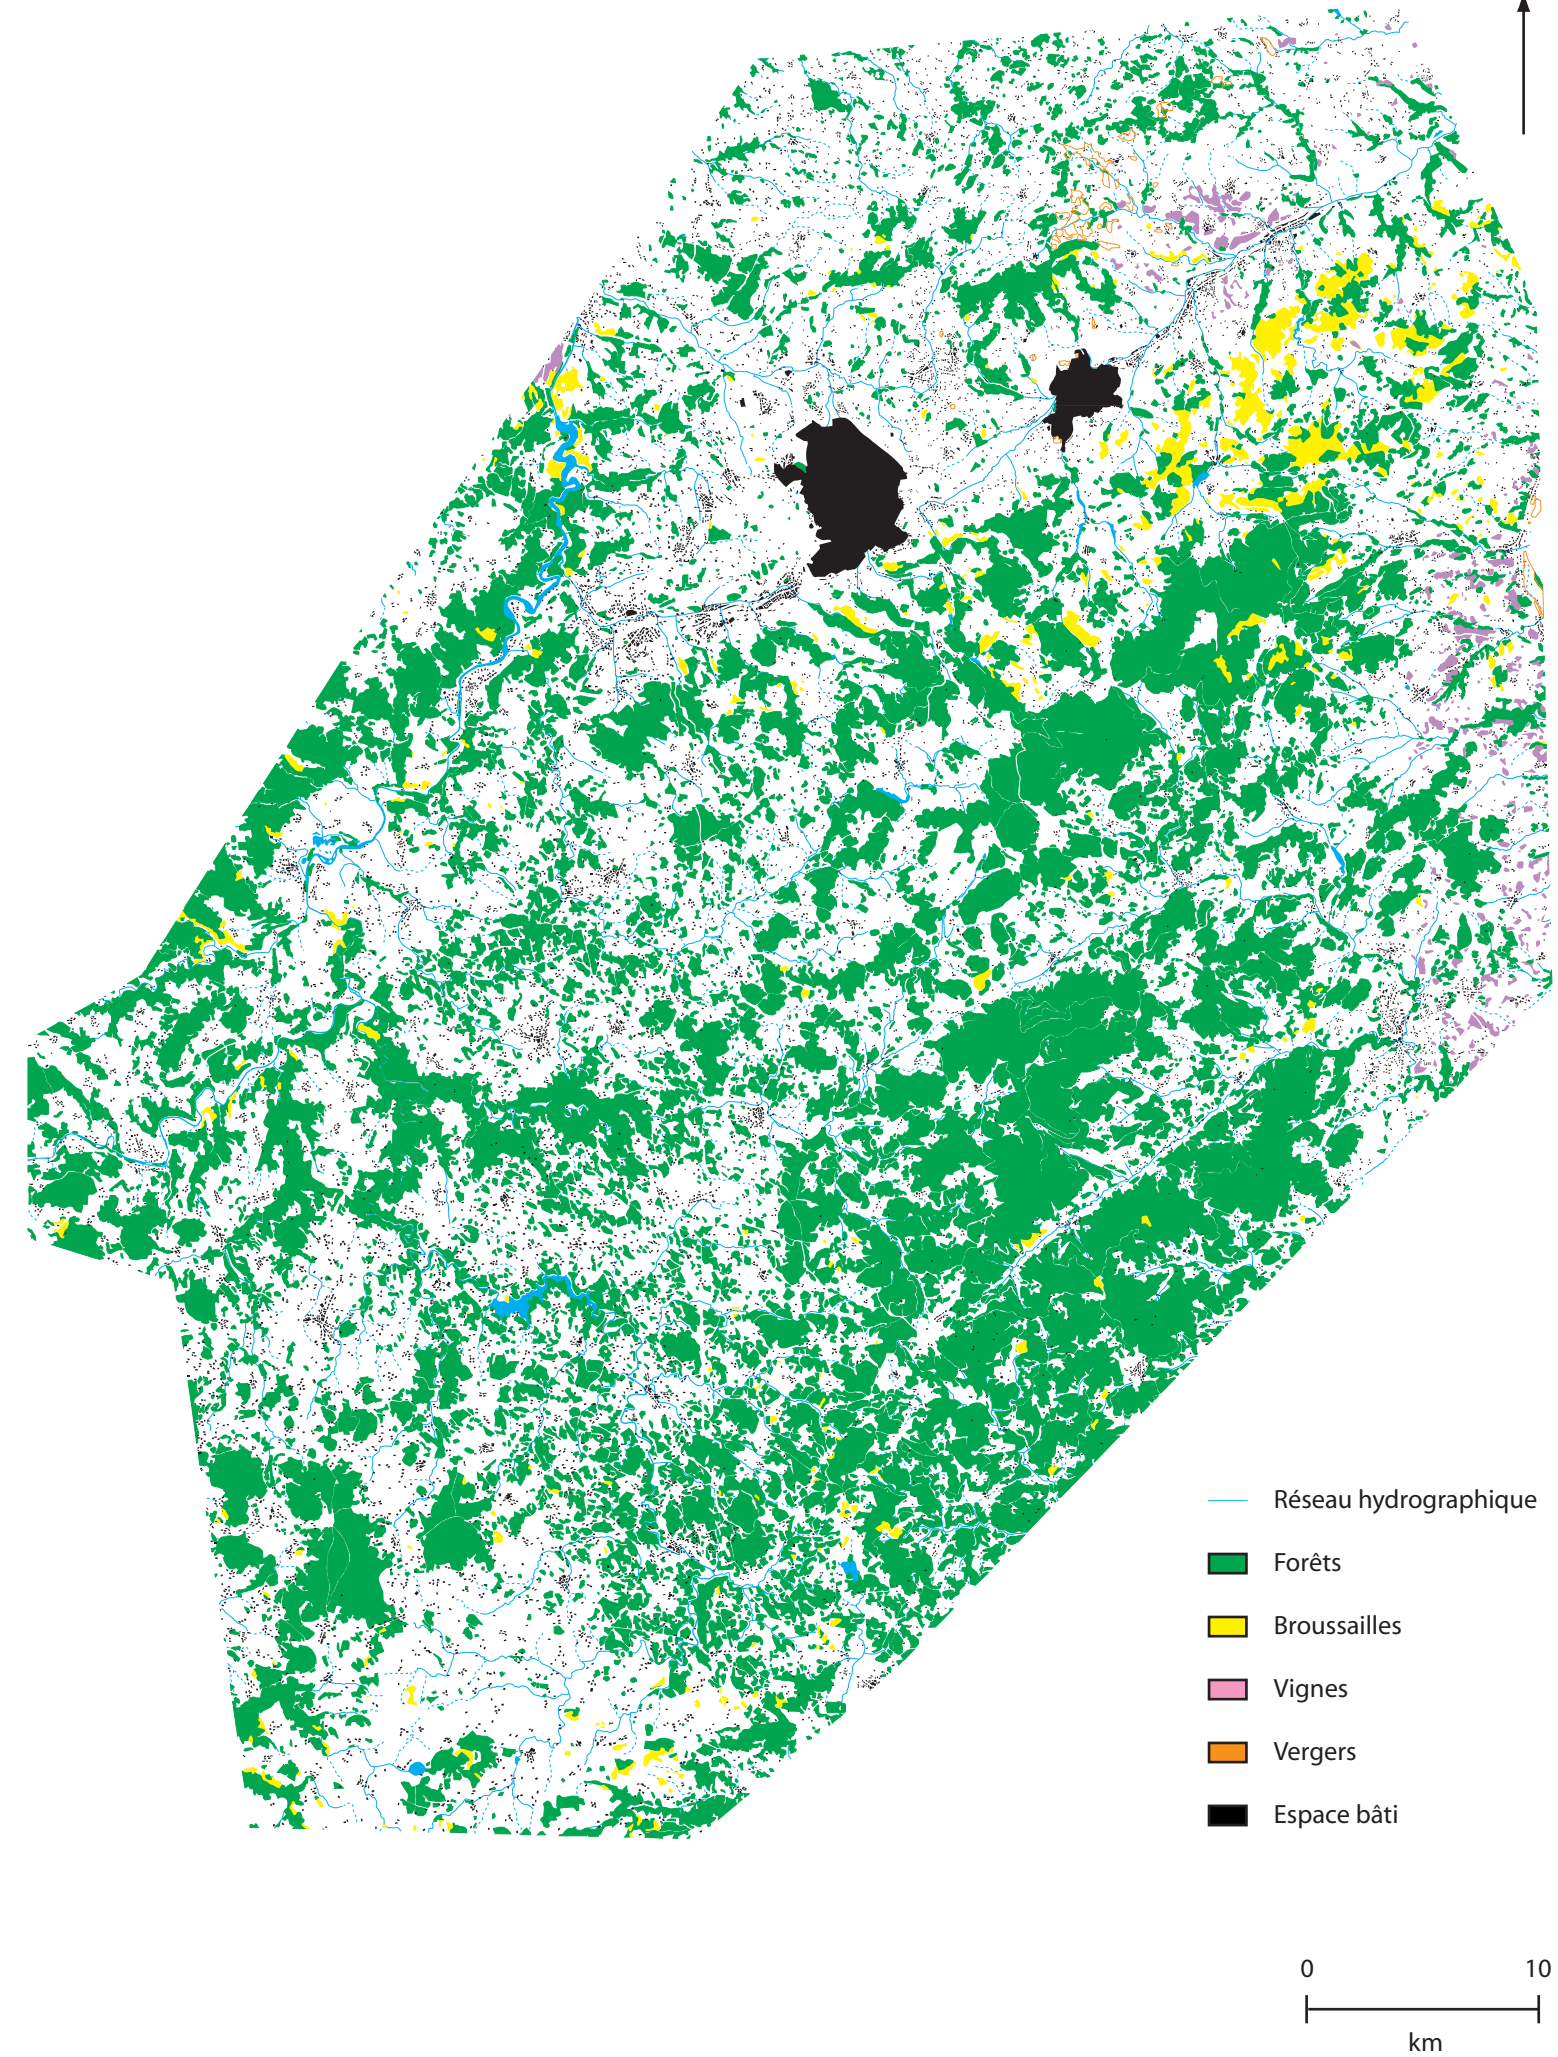 Réseau hydrographique
Forêts
Broussailles
Vignes
Vergers
Espace bâti
0 10
km